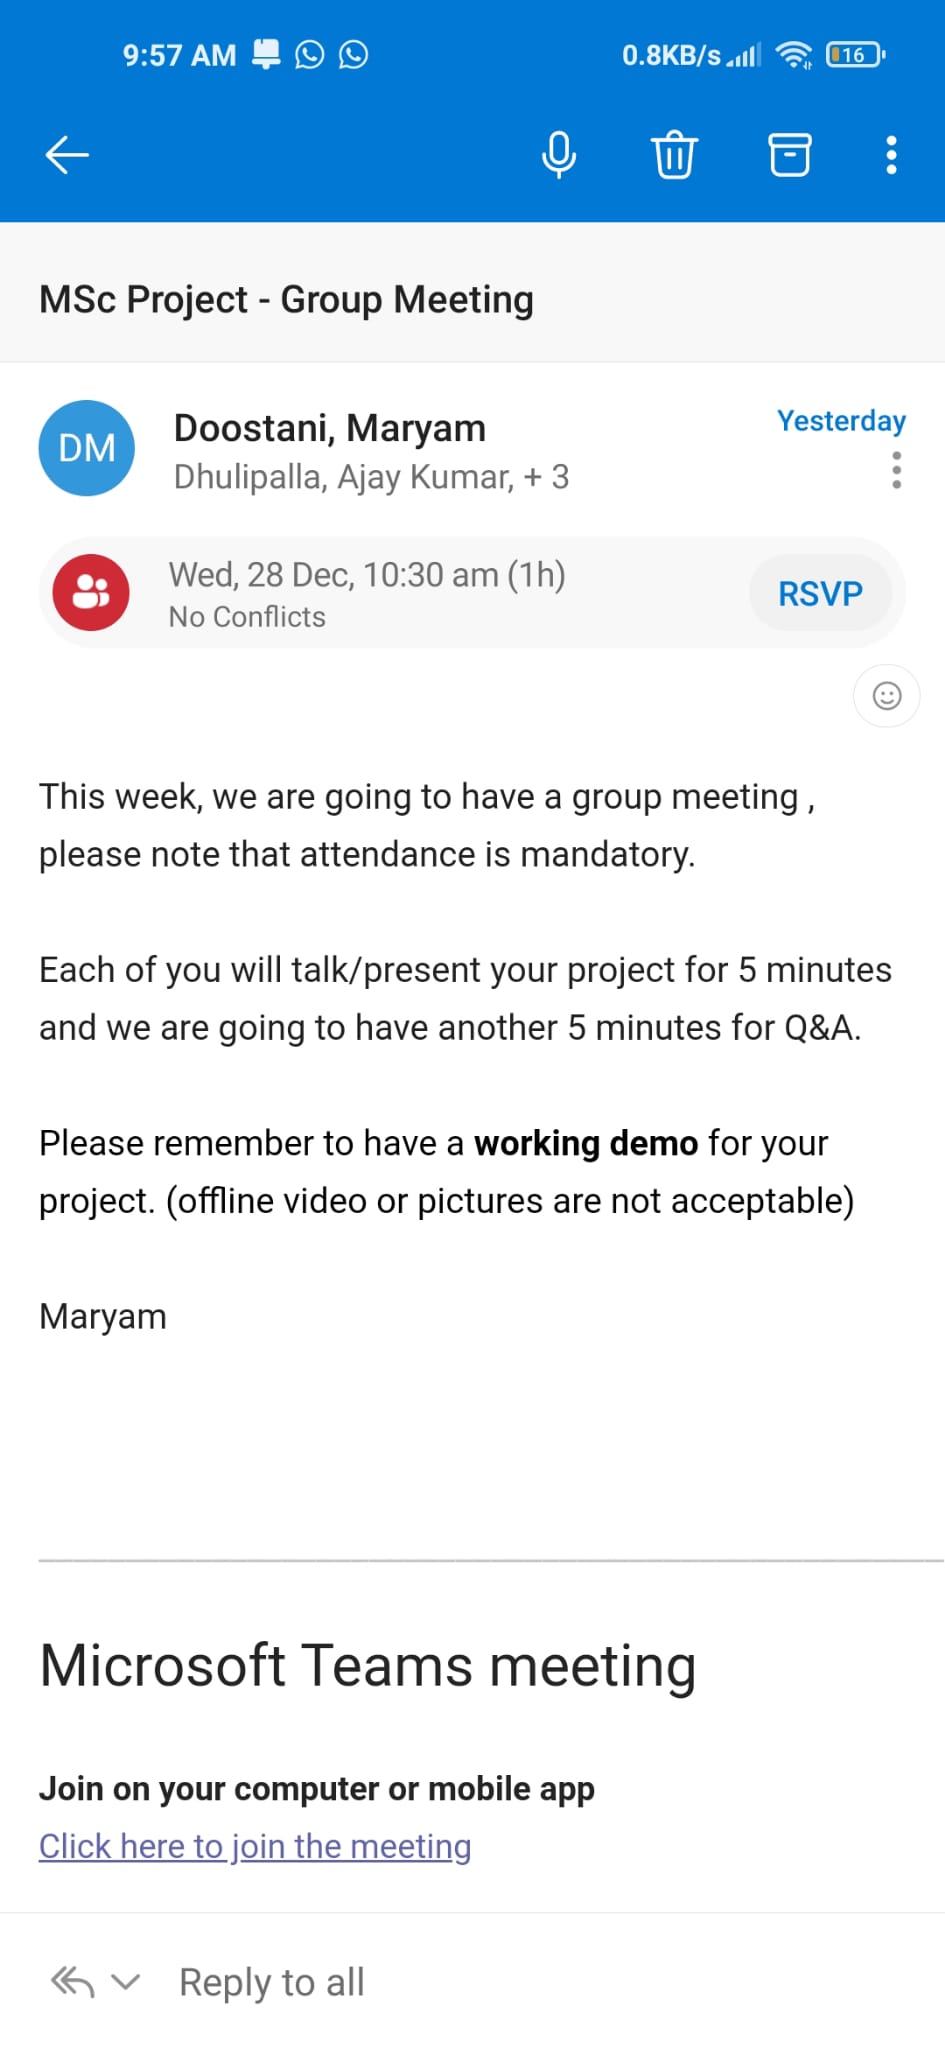 9:57 AM 0.8KB/s 16
MSc Project - Group Meeting
DM Doostani, Maryam Yesterday
Dhulipalla, Ajay Kumar, + 3
Wed, 28 Dec, 10:30 am (1h) RSVP
No Conflicts
This week, we are going to have a group meeting ,
please note that attendance is mandatory.
Each of you will talk/present your project for 5 minutes
and we are going to have another 5 minutes for Q&A.
Please remember to have a working demo for your
project. (offline video or pictures are not acceptable)
Maryam
Microsoft Teams meeting
Join on your computer or mobile app
Click here to join the meeting
Reply to all